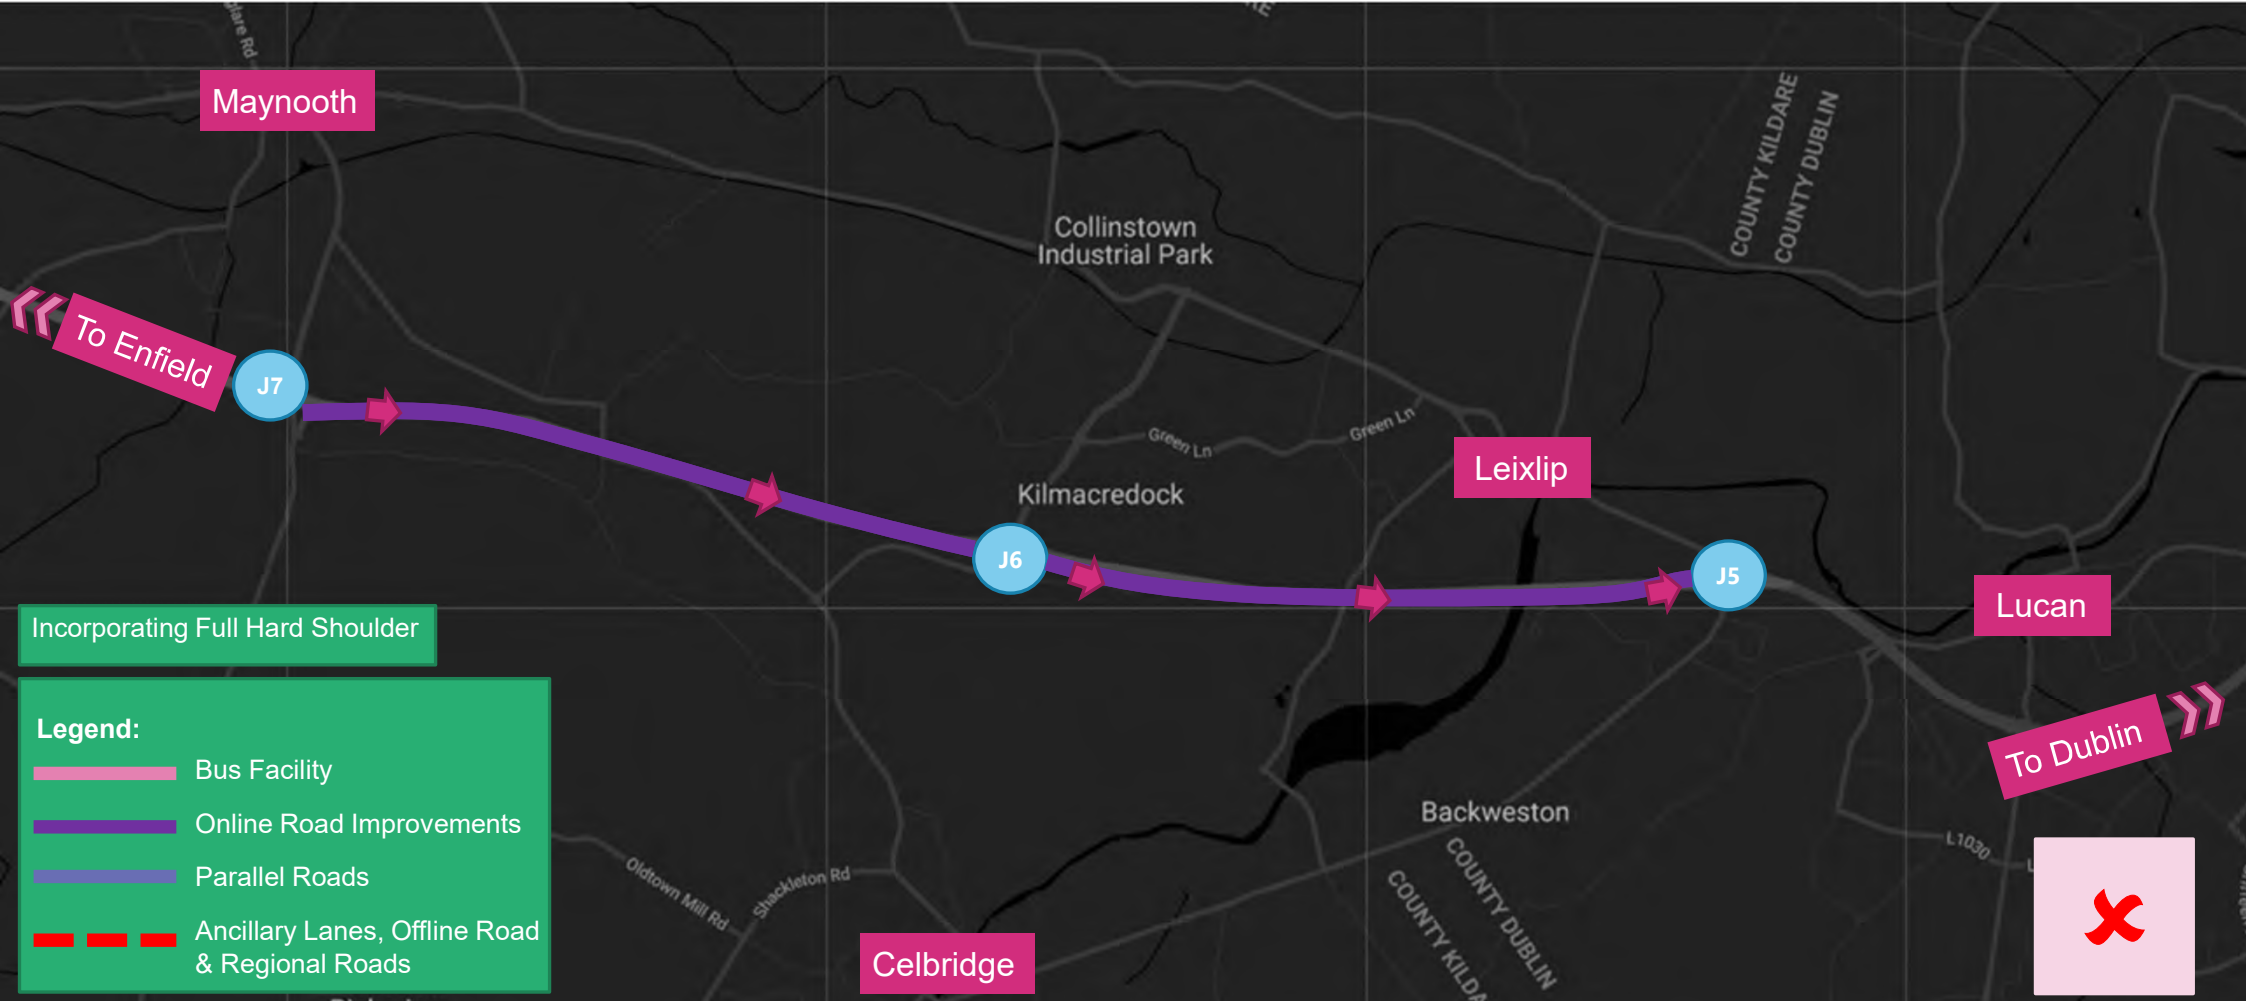 Maynooth
COUNTY KILDARE
COUNTY DUBLIN
Collinstown
Industrial Park
To Enfield
J7
Green Ln
Green Ln
Leixlip
Kilmacredock
J6
J5
Lucan
Incorporating Full Hard Shoulder
To Dublin
Legend:
Bus Facility
Online Road Improvements
Parallel Roads
Ancillary Lanes, Offline Road
& Regional Roads
Backweston
COUNTY DUBLIN
COUNTY KILDA
L1030
Oldtown Mill Rd
Shackleton Rd
Celbridge